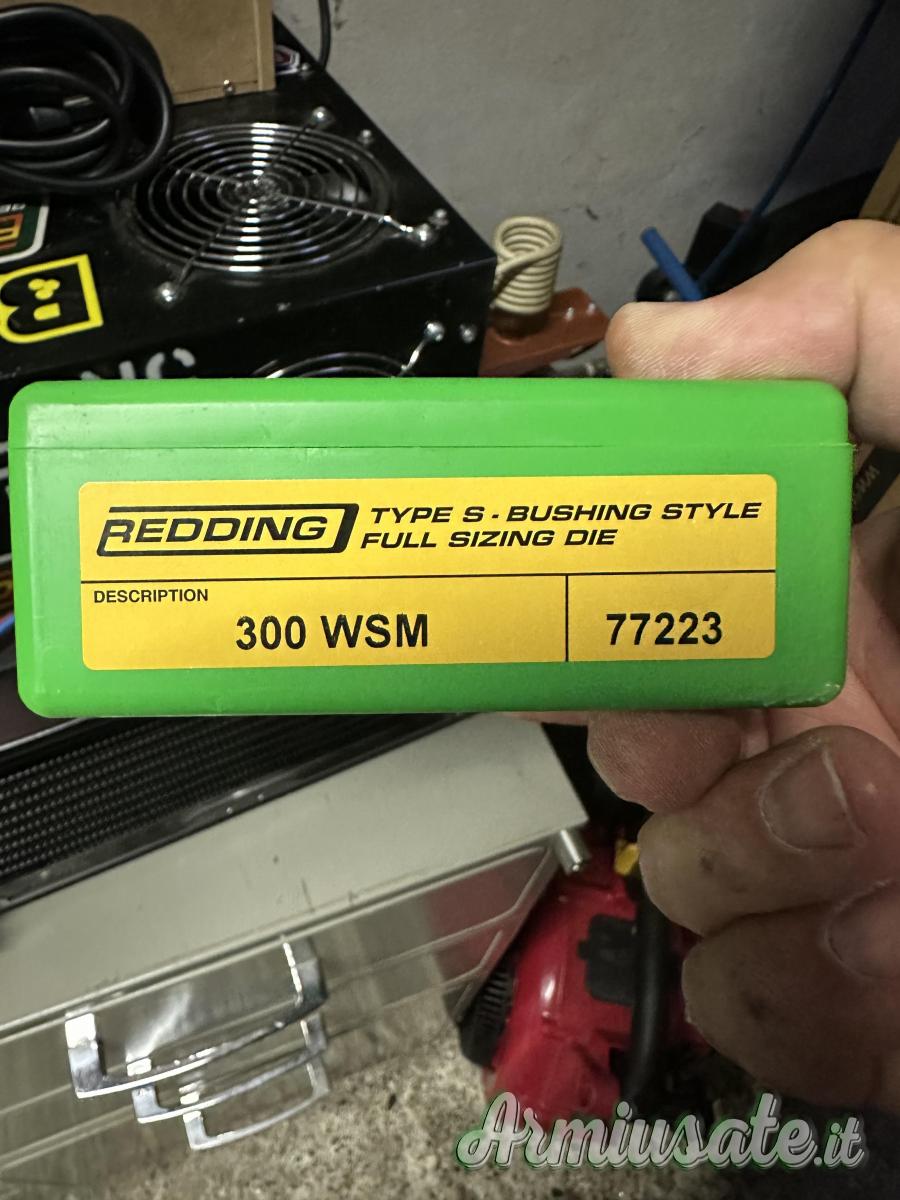 REDDING
TYPE S - BUSHING STYLE
FULL SIZING DIE
DESCRIPTION
300 WSM
77223
Armiusate.it